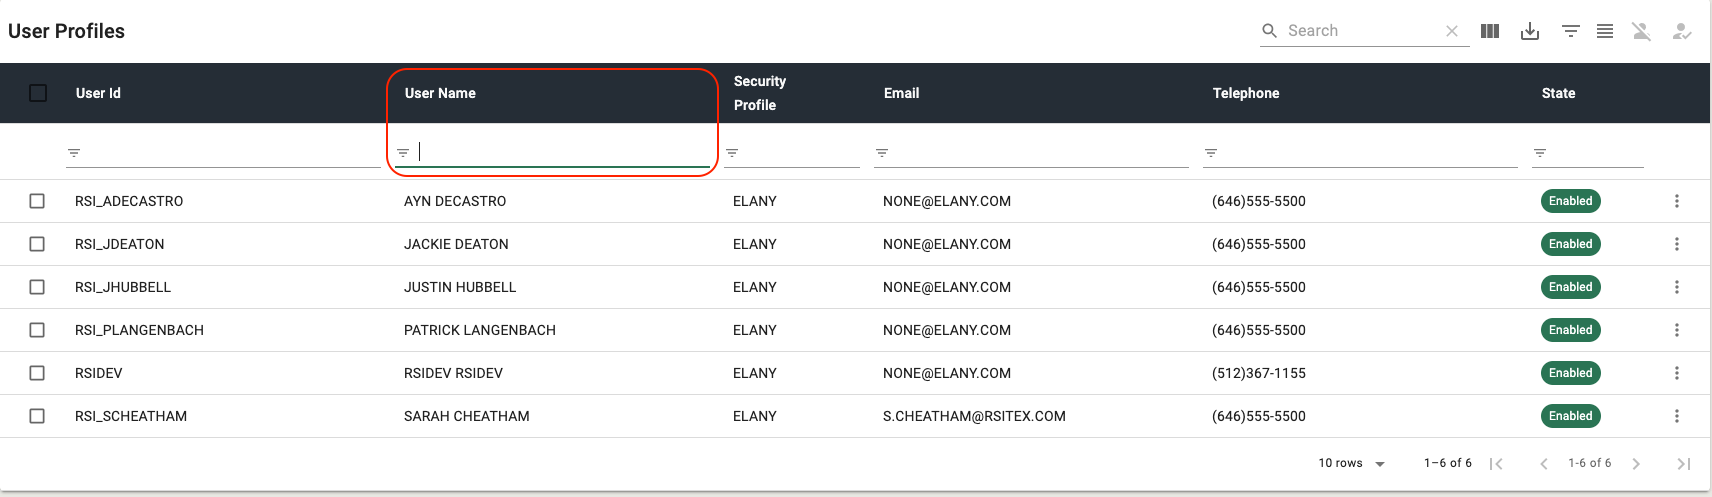 User Profiles
Search
User Id User Name Security Profile Email Telephone State
RSI_ADECASTRO AYN DECASTRO ELANY NONE@ELANY.COM (646)555-5500 Enabled
RSI_JDEATON JACKIE DEATON ELANY NONE@ELANY.COM (646)555-5500 Enabled
RSI_JHUBBELL JUSTIN HUBBELL ELANY NONE@ELANY.COM (646)555-5500 Enabled
RSI_PLANGENBACH PATRICK LANGENBACH ELANY NONE@ELANY.COM (646)555-5500 Enabled
RSIDEV RSIDEV RSIDEV ELANY NONE@ELANY.COM (512)367-1155 Enabled
RSI_SCHEATHAM SARAH CHEATHAM ELANY S.CHEATHAM@RSITEX.COM (646)555-5500 Enabled
10 rows 1–6 of 6 1-6 of 6